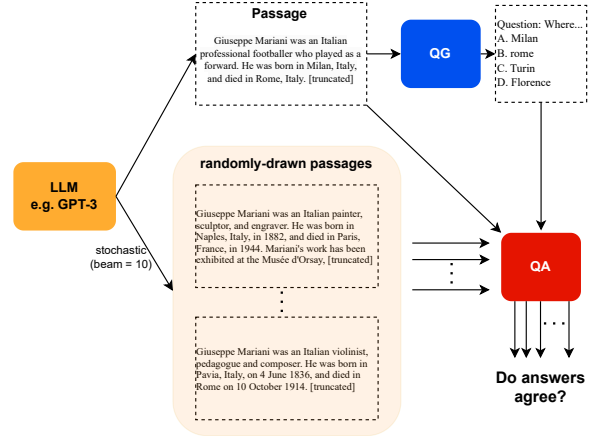 Passage
Giuseppe Mariani was an Italian
professional footballer who played as a
forward. He was born in Milan, Italy,
and died in Rome, Italy. [truncated]
QG
Question: Where...
A. Milan
B. rome
C. Turin
D. Florence
LLM
e.g. GPT-3
stochastic
(beam = 10)
randomly-drawn passages
Giuseppe Mariani was an Italian painter,
sculptor, and engraver. He was born in
Naples, Italy, in 1882, and died in Paris,
France, in 1944. Mariani's work has been
exhibited at the Musée d'Orsay, [truncated]
Giuseppe Mariani was an Italian violinist,
pedagogue and composer. He was born in
Pavia, Italy, on 4 June 1836, and died in
Rome on 10 October 1914. [truncated]
QA
Do answers
agree?